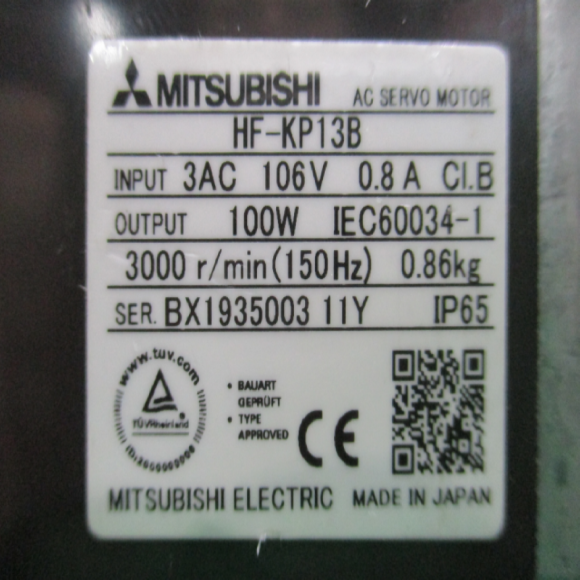 MITSUBISHI AC SERVO MOTOR
HF-KP13B
INPUT 3AC 106V 0.8A CI.B
OUTPUT 100W IEC60034-1
3000 r/min(150Hz) 0.86kg
SER. BX1935003 11Y IP65
www.tuv.com
TÜVRheinland
• BAUART
GEPRÜFT
• TYPE
APPROVED
CE
MITSUBISHI ELECTRIC MADE IN JAPAN